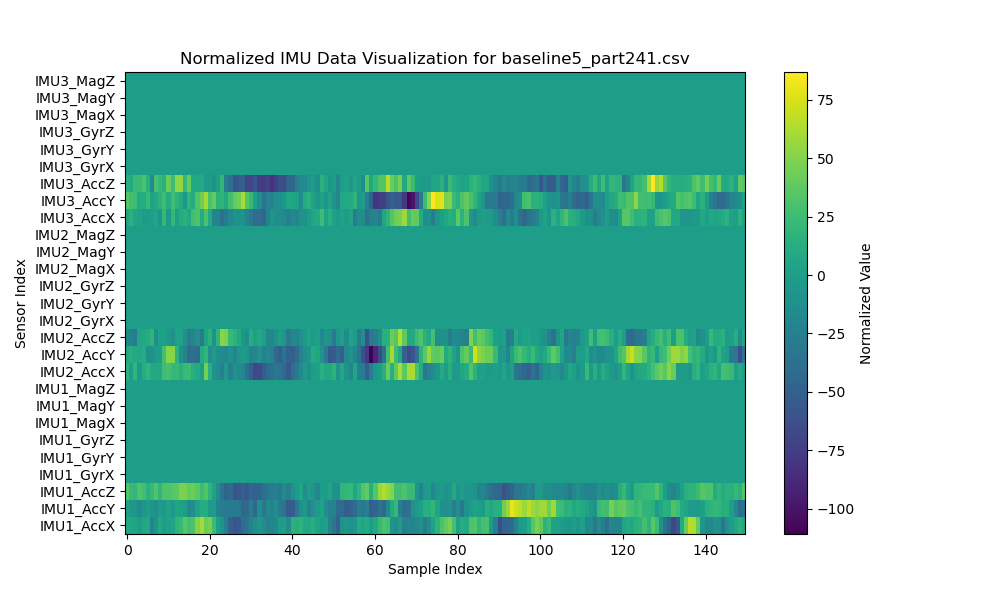 Normalized IMU Data Visualization for baseline5_part241.csv
Sensor Index
IMU3_MagZ
IMU3_MagY
IMU3_MagX
IMU3_GyrZ
IMU3_GyrY
IMU3_GyrX
IMU3_AccZ
IMU3_AccY
IMU3_AccX
IMU2_MagZ
IMU2_MagY
IMU2_MagX
IMU2_GyrZ
IMU2_GyrY
IMU2_GyrX
IMU2_AccZ
IMU2_AccY
IMU2_AccX
IMU1_MagZ
IMU1_MagY
IMU1_MagX
IMU1_GyrZ
IMU1_GyrY
IMU1_GyrX
IMU1_AccZ
IMU1_AccY
IMU1_AccX
0 20 40 60 80 100 120 140
Sample Index
75
50
25
0
−25
−50
−75
−100
Normalized Value